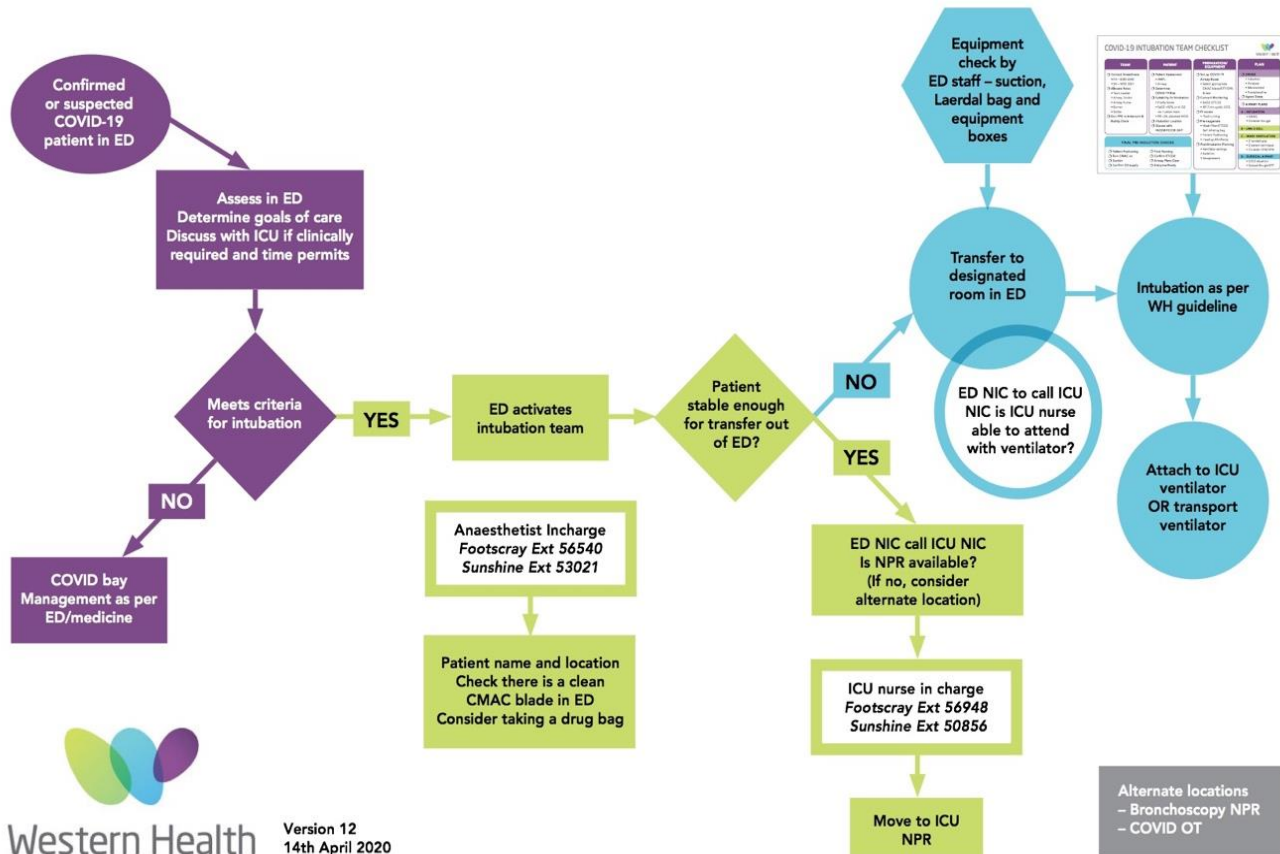 Confirmed
or suspected
COVID-19
patient in ED
Assess in ED
Determine goals of care
Discuss with ICU if clinically
required and time permits
Meets criteria
for intubation
NO
COVID bay
Management as per
ED/medicine
YES
ED activates
intubation team
Anaesthetist Incharge
Footscray Ext 56540
Sunshine Ext 53021
Patient name and location
Check there is a clean
CMAC blade in ED
Consider taking a drug bag
Patient
stable enough
for transfer out
of ED?
NO
YES
ED NIC call ICU NIC
Is NPR available?
(If no, consider
alternate location)
ICU nurse in charge
Footscray Ext 56948
Sunshine Ext 50856
Move to ICU
NPR
Equipment
check by
ED staff – suction,
Laerdal bag and
equipment
boxes
Transfer to
designated
room in ED
ED NIC to call ICU
NIC is ICU nurse
able to attend
with ventilator?
COVID-19 INTUBATION TEAM CHECKLIST
TEAM
PATIENT
PREPARATION/
EQUIPMENT
PLANS
Intubation as per
WH guideline
Attach to ICU
ventilator
OR transport
ventilator
Alternate locations
– Bronchoscopy NPR
– COVID OT
Western Health
Version 12
14th April 2020